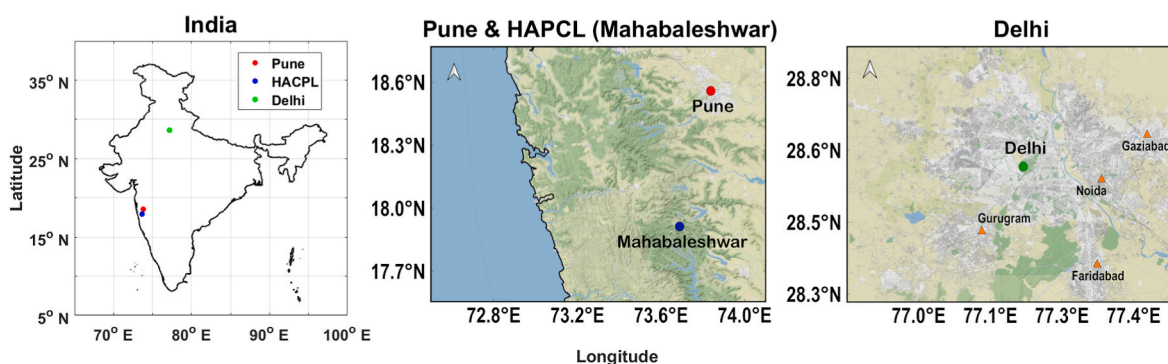 India
Latitude
35° N
25° N
15° N
5° N
70° E
80° E
90° E
100° E
Pune
HACPL
Delhi
Pune & HAPCL (Mahabaleshwar)
18.6°N
18.3°N
18.0°N
17.7°N
72.8°E
73.2°E
73.6°E
74.0°E
Pune
Mahabaleshwar
Delhi
28.8°N
28.6°N
28.5°N
28.3°N
77.0°E
77.1°E
77.3°E
77.4°E
Delhi
Gaziabad
Noida
Gurugram
Faridabad
Longitude